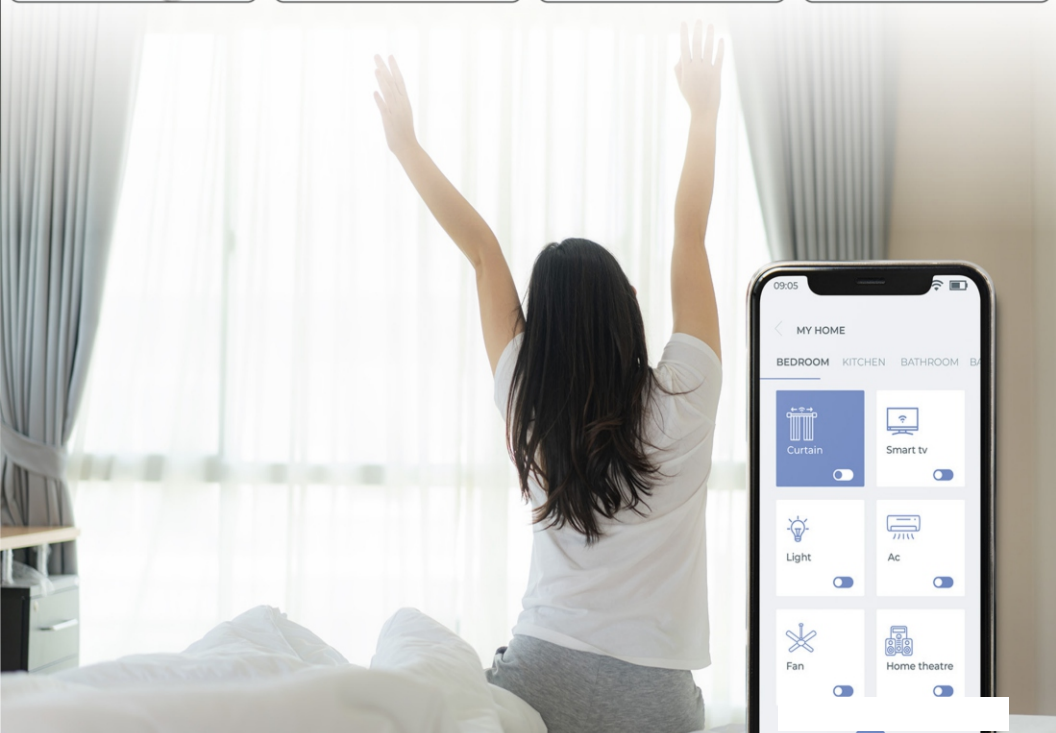 09:05
MY HOME
BEDROOM KITCHEN BATHROOM
Curtain
Smart tv
Light
Ac
Fan
Home theatre